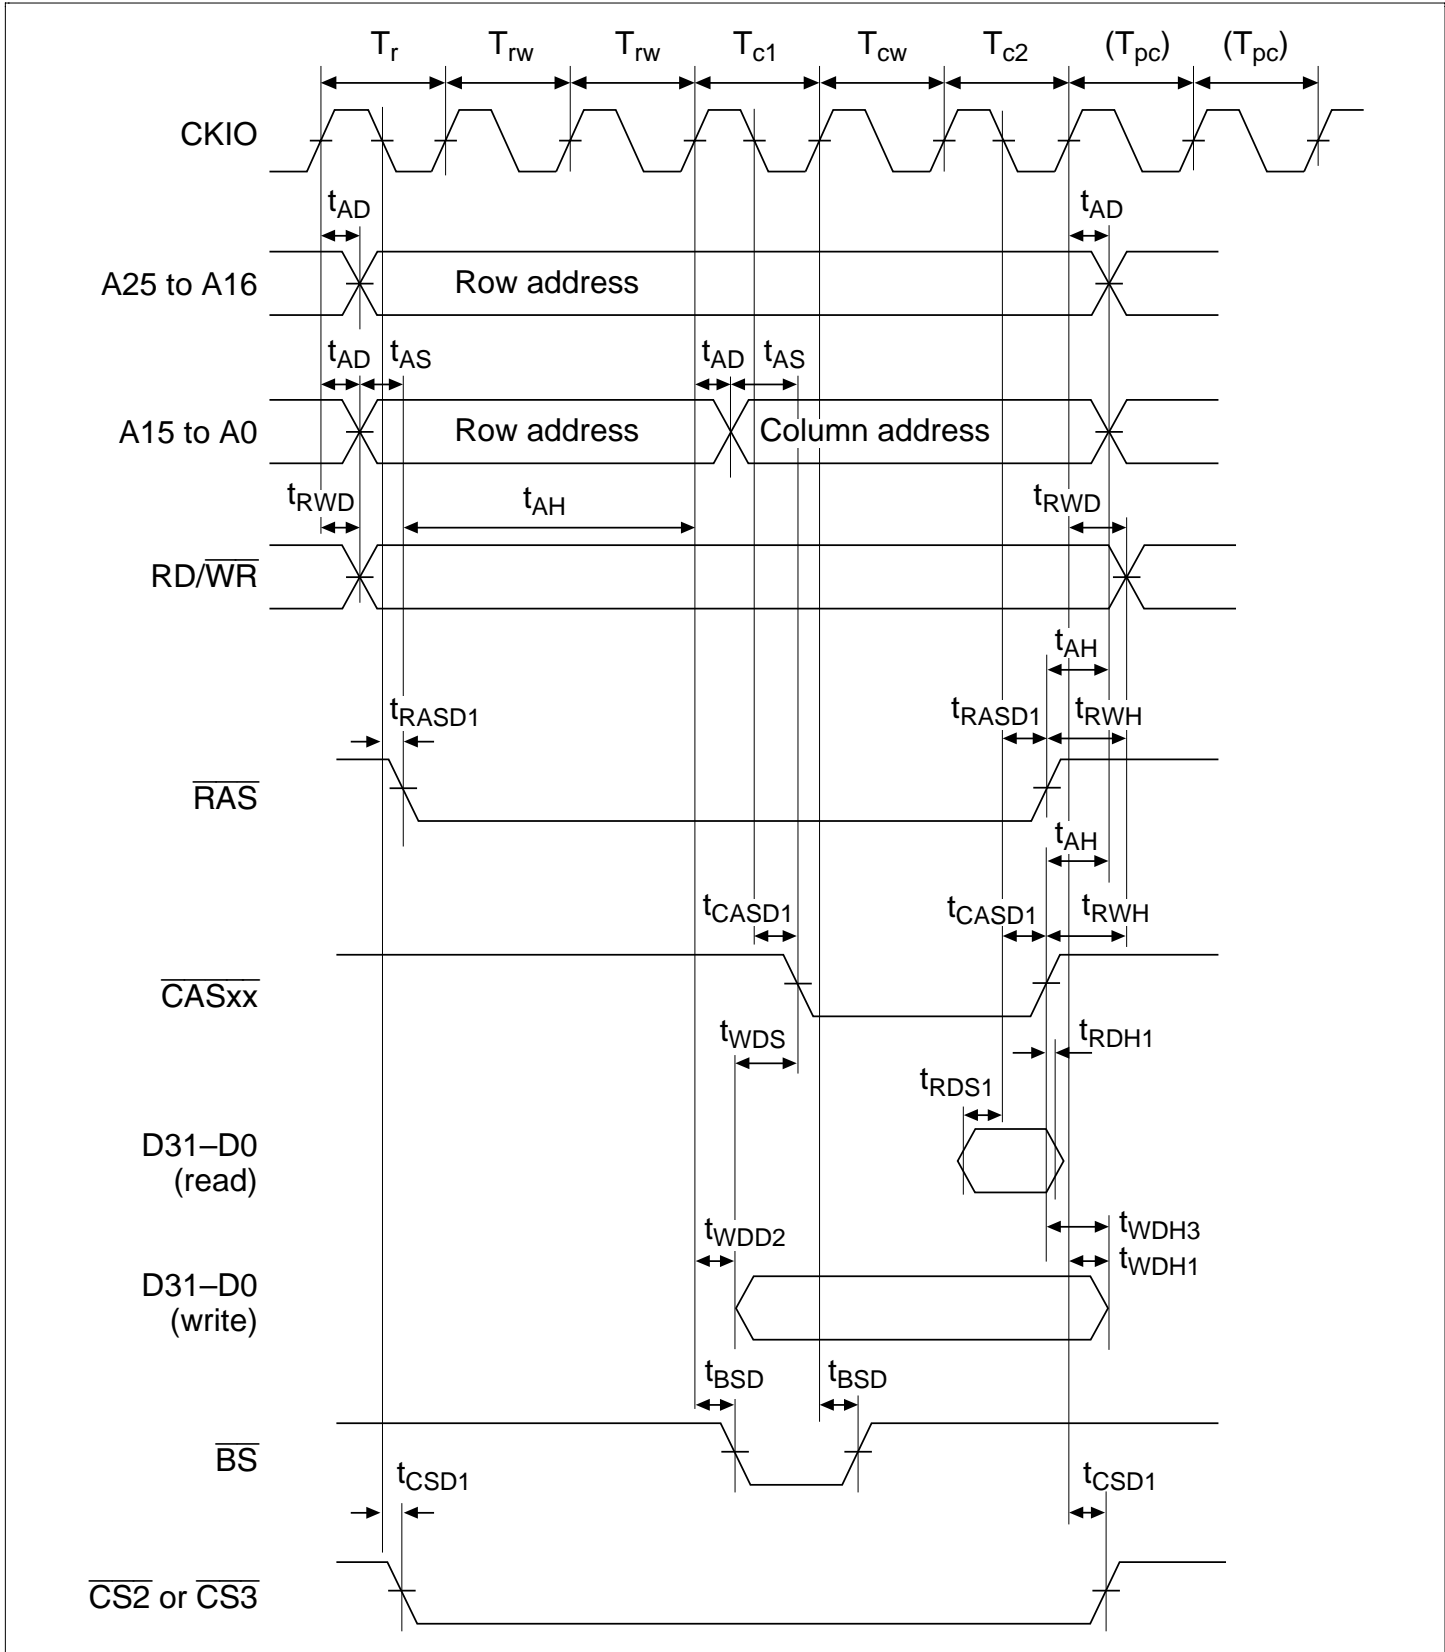 Tr Trw Trw Tc1 Tcw Tc2 (Tpc) (Tpc)
CKIO
tAD tAD
A25 to A16 Row address
tAD tAS tAD tAS
A15 to A0 Row address Column address
tRWD tAH tRWD
RD/WR
tAH
tRASD1 tRASD1 tRWH
RAS
tAH
tCASD1 tCASD1 tRWH
CASxx
tWDS tRDH1
tRDS1
D31–D0
(read)
tWDD2 tWDH3
tWDH1
D31–D0
(write)
tBSD tBSD
BS
tCSD1 tCSD1
CS2 or CS3